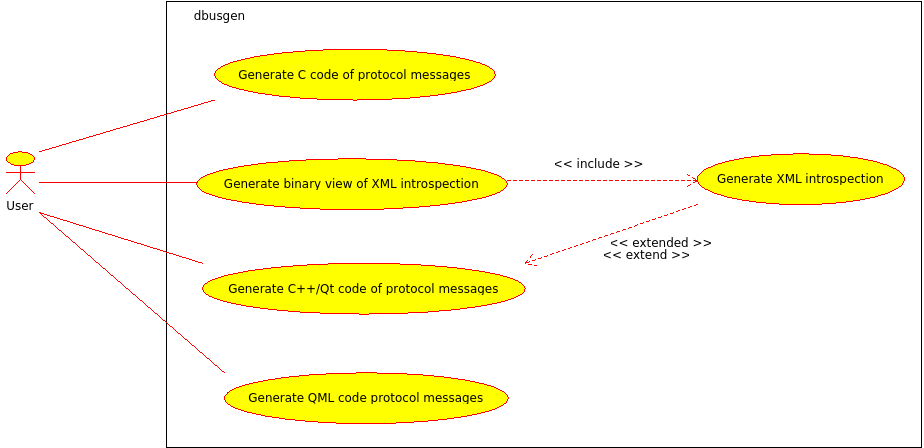 dbusgen
Generate C code of protocol messages
<< include >>
Generate binary view of XML introspection
Generate XML introspection
User
<< extended >>
<< extend >>
Generate C++/Qt code of protocol messages
Generate QML code protocol messages